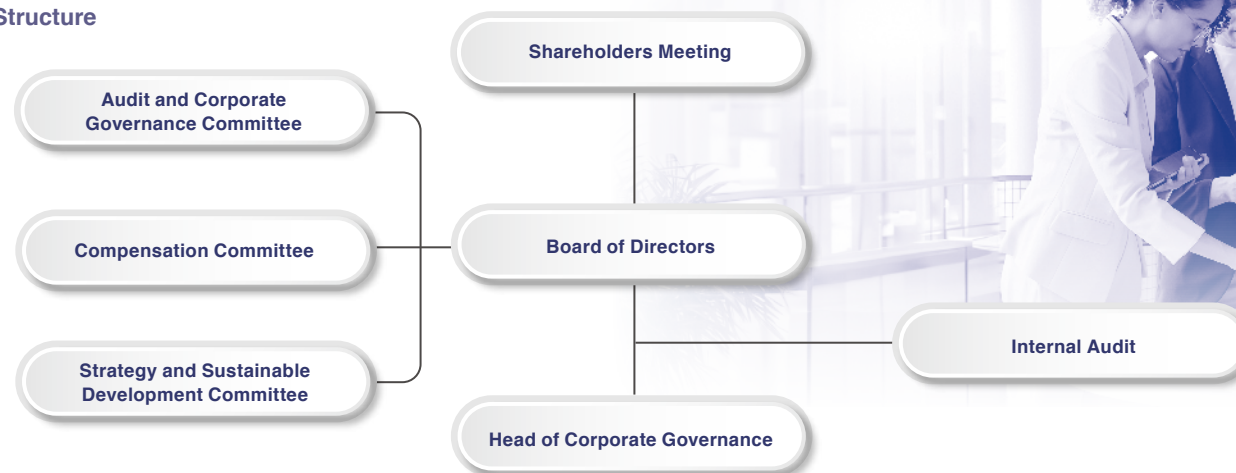 Structure
Shareholders Meeting
Audit and Corporate
Governance Committee
Compensation Committee
Board of Directors
Internal Audit
Strategy and Sustainable
Development Committee
Head of Corporate Governance